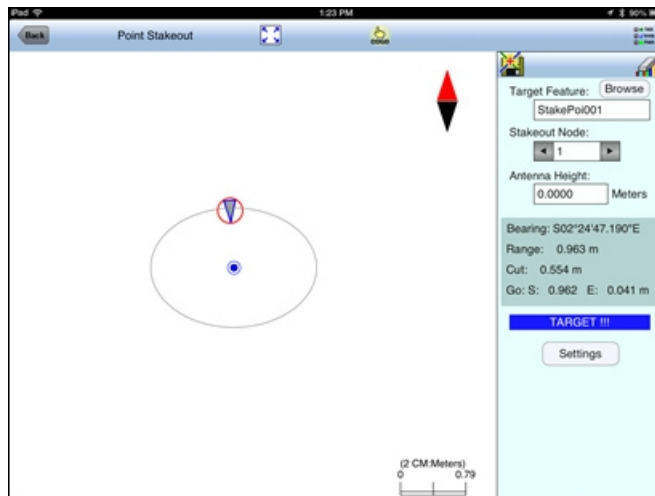 iPad
1:23 PM
90%
Back
Point Stakeout
COGO
Target Feature:
Browse
StakePoi001
Stakeout Node:
1
Antenna Height:
0.0000 Meters
Bearing: S02°24'47.190"E
Range: 0.963 m
Cut: 0.554 m
Go: S: 0.962 E: 0.041 m
TARGET !!!
Settings
(2 CM:Meters)
0 0.79